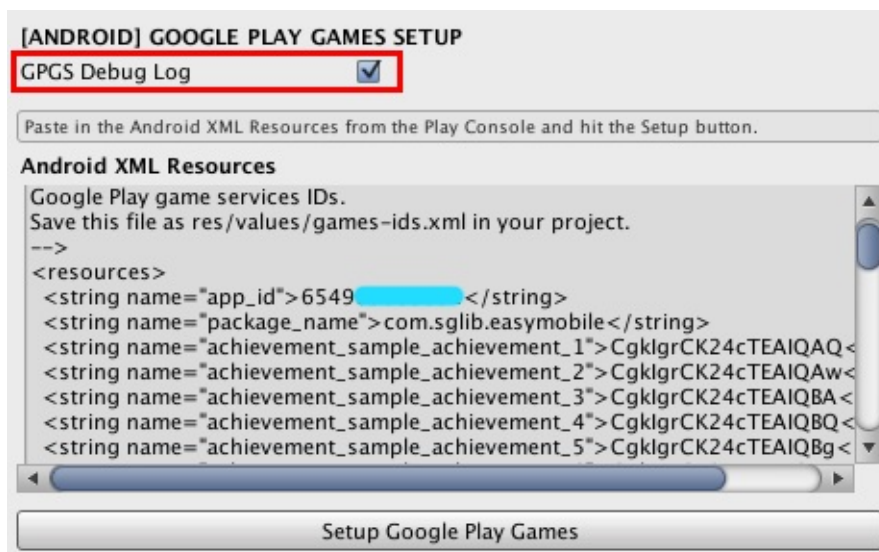 [ANDROID] GOOGLE PLAY GAMES SETUP
GPGS Debug Log
Paste in the Android XML Resources from the Play Console and hit the Setup button.
Android XML Resources
Google Play game services IDs.
Save this file as res/values/games-ids.xml in your project.
-->
<resources>
<string name="app_id">6549 </string>
<string name="package_name">com.sglib.easymobile</string>
<string name="achievement_sample_achievement_1">CgkIgrCK24cTEAIQAQ<
<string name="achievement_sample_achievement_2">CgkIgrCK24cTEAIQAw<
<string name="achievement_sample_achievement_3">CgkIgrCK24cTEAIQBA<
<string name="achievement_sample_achievement_4">CgkIgrCK24cTEAIQBQ<
<string name="achievement_sample_achievement_5">CgkIgrCK24cTEAIQBg<
Setup Google Play Games